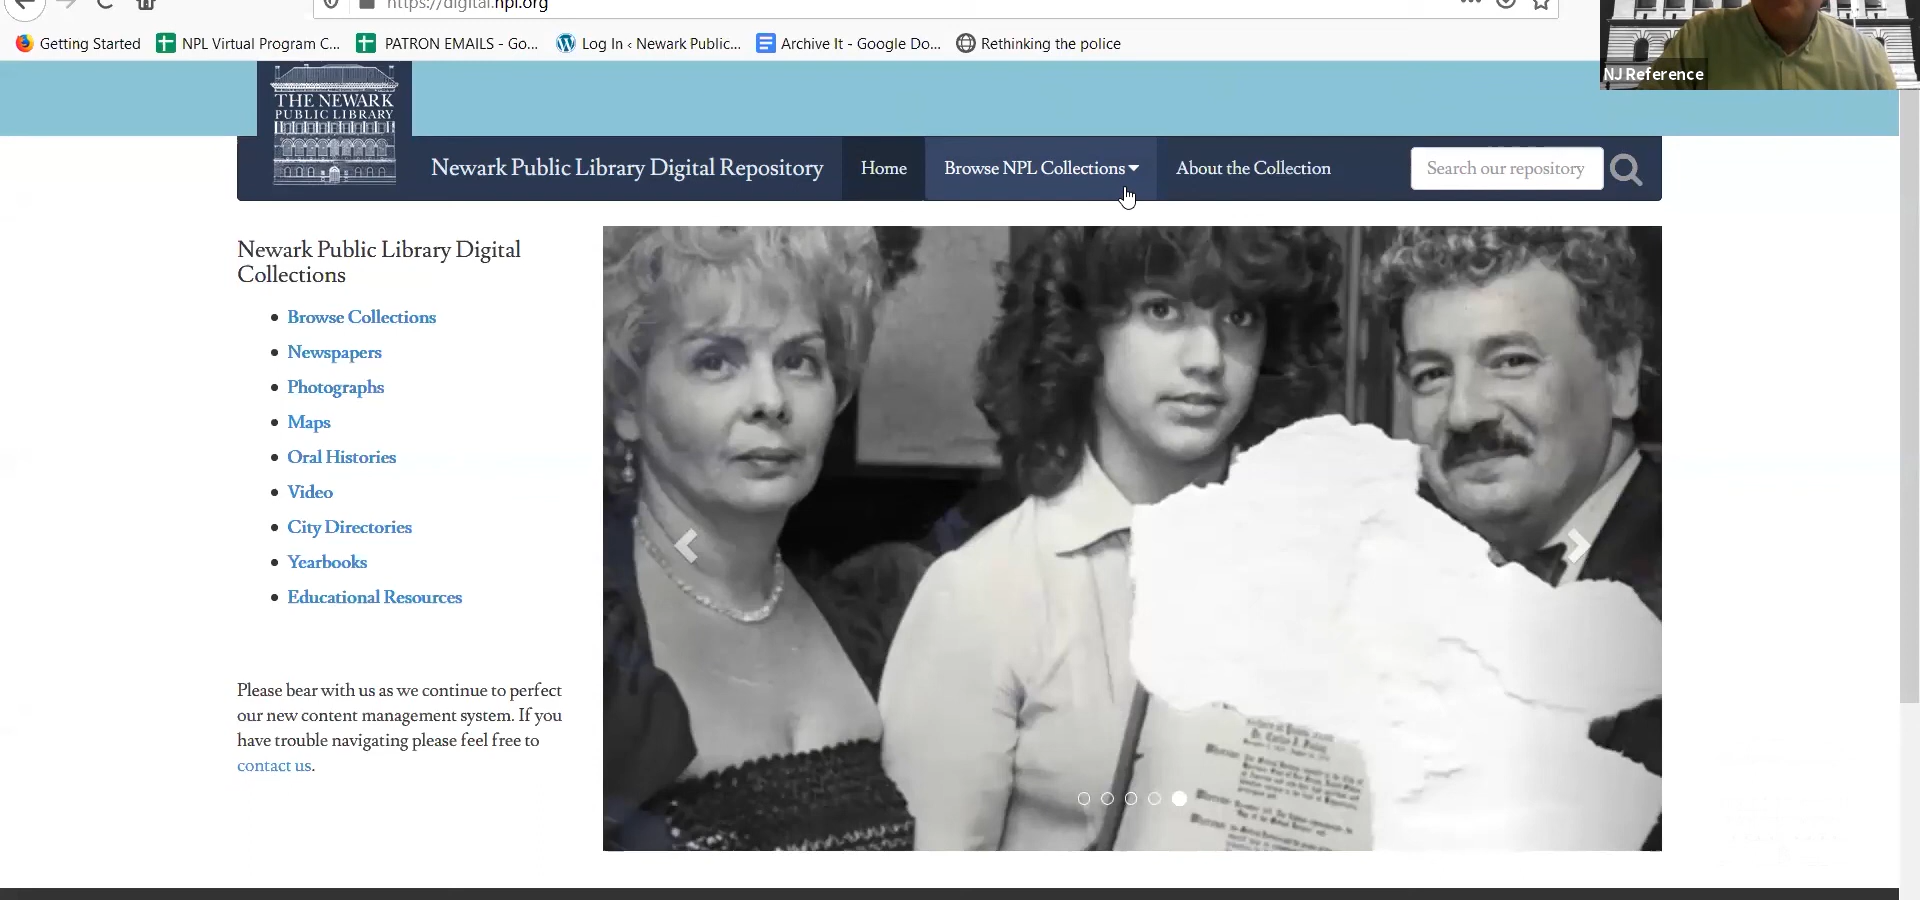 https://digital.npl.org
Getting Started
NPL Virtual Program C...
PATRON EMAILS - Go...
Log In ‹ Newark Public...
Archive It - Google Do...
Rethinking the police
NJ Reference
THE NEWARK
PUBLIC LIBRARY
Newark Public Library Digital Repository
Home
Browse NPL Collections
About the Collection
Search our repository
Newark Public Library Digital
Collections
Browse Collections
Newspapers
Photographs
Maps
Oral Histories
Video
City Directories
Yearbooks
Educational Resources
Please bear with us as we continue to perfect
our new content management system. If you
have trouble navigating please feel free to
contact us.